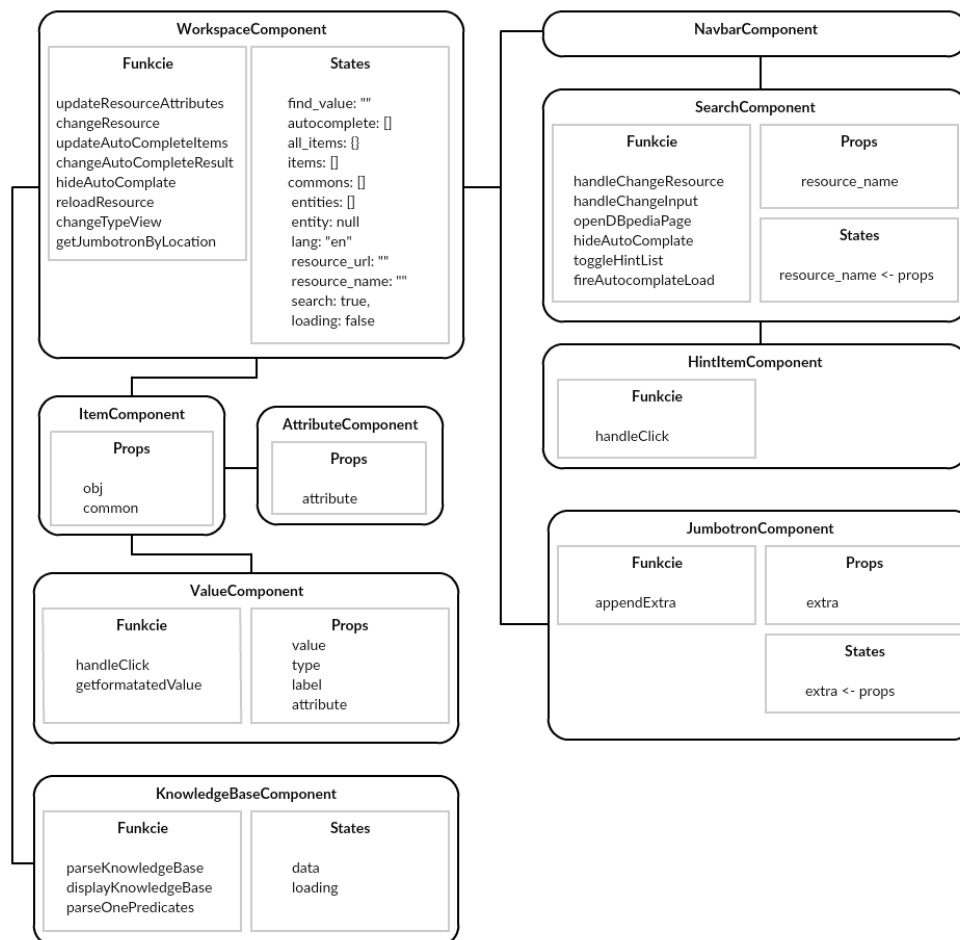 WorkspaceComponent
Funkcie
updateResourceAttributes
changeResource
updateAutoCompleteItems
changeAutoCompleteResult
hideAutoComplate
reloadResource
changeTypeView
getJumbotronByLocation
States
find_value: ""
autocomplete: []
all_items: {}
items: []
commons: []
entities: []
entity: null
lang: "en"
resource_url: ""
resource_name: ""
search: true,
loading: false
NavbarComponent
SearchComponent
Funkcie
handleChangeResource
handleChangeInput
openDBpediaPage
hideAutoComplate
toggleHintList
fireAutocomplateLoad
Props
resource_name
States
resource_name <- props
HintItemComponent
Funkcie
handleClick
ItemComponent
Props
obj
common
AttributeComponent
Props
attribute
JumbotronComponent
Funkcie
appendExtra
Props
extra
States
extra <- props
ValueComponent
Funkcie
handleClick
getformatatedValue
Props
value
type
label
attribute
KnowledgeBaseComponent
Funkcie
parseKnowledgeBase
displayKnowledgeBase
parseOnePredicates
States
data
loading